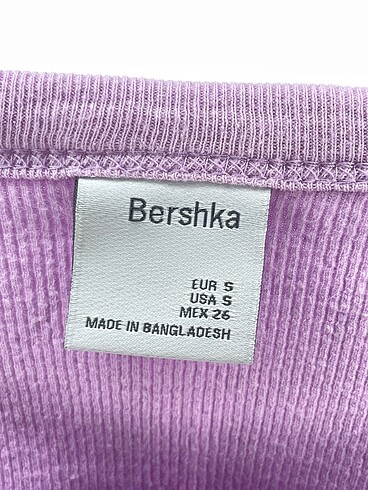 Bershka
EUR S
USA S
MEX 26
MADE IN BANGLADESH